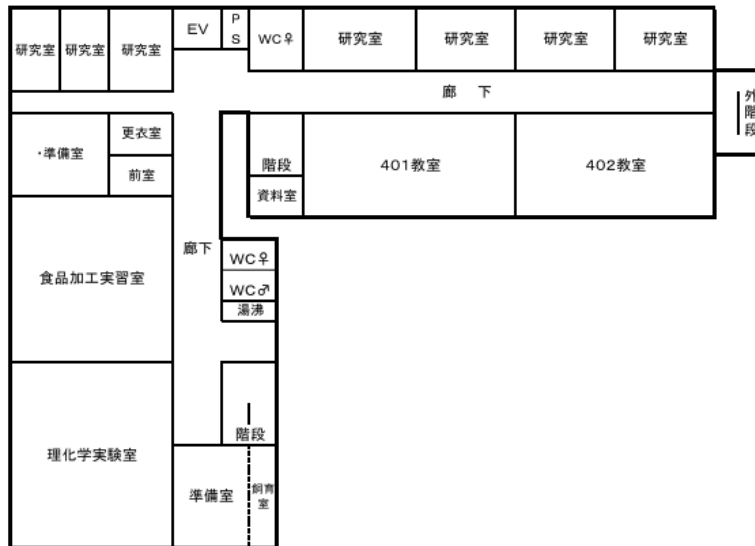 研究室
研究室
研究室
EV
PS
WC♀
研究室
研究室
研究室
研究室
廊 下
外階段
・準備室
更衣室
前室
階段
資料室
401教室
402教室
廊下
食品加工実習室
WC♀
WC♂
湯沸
理化学実験室
階段
準備室
飼育室